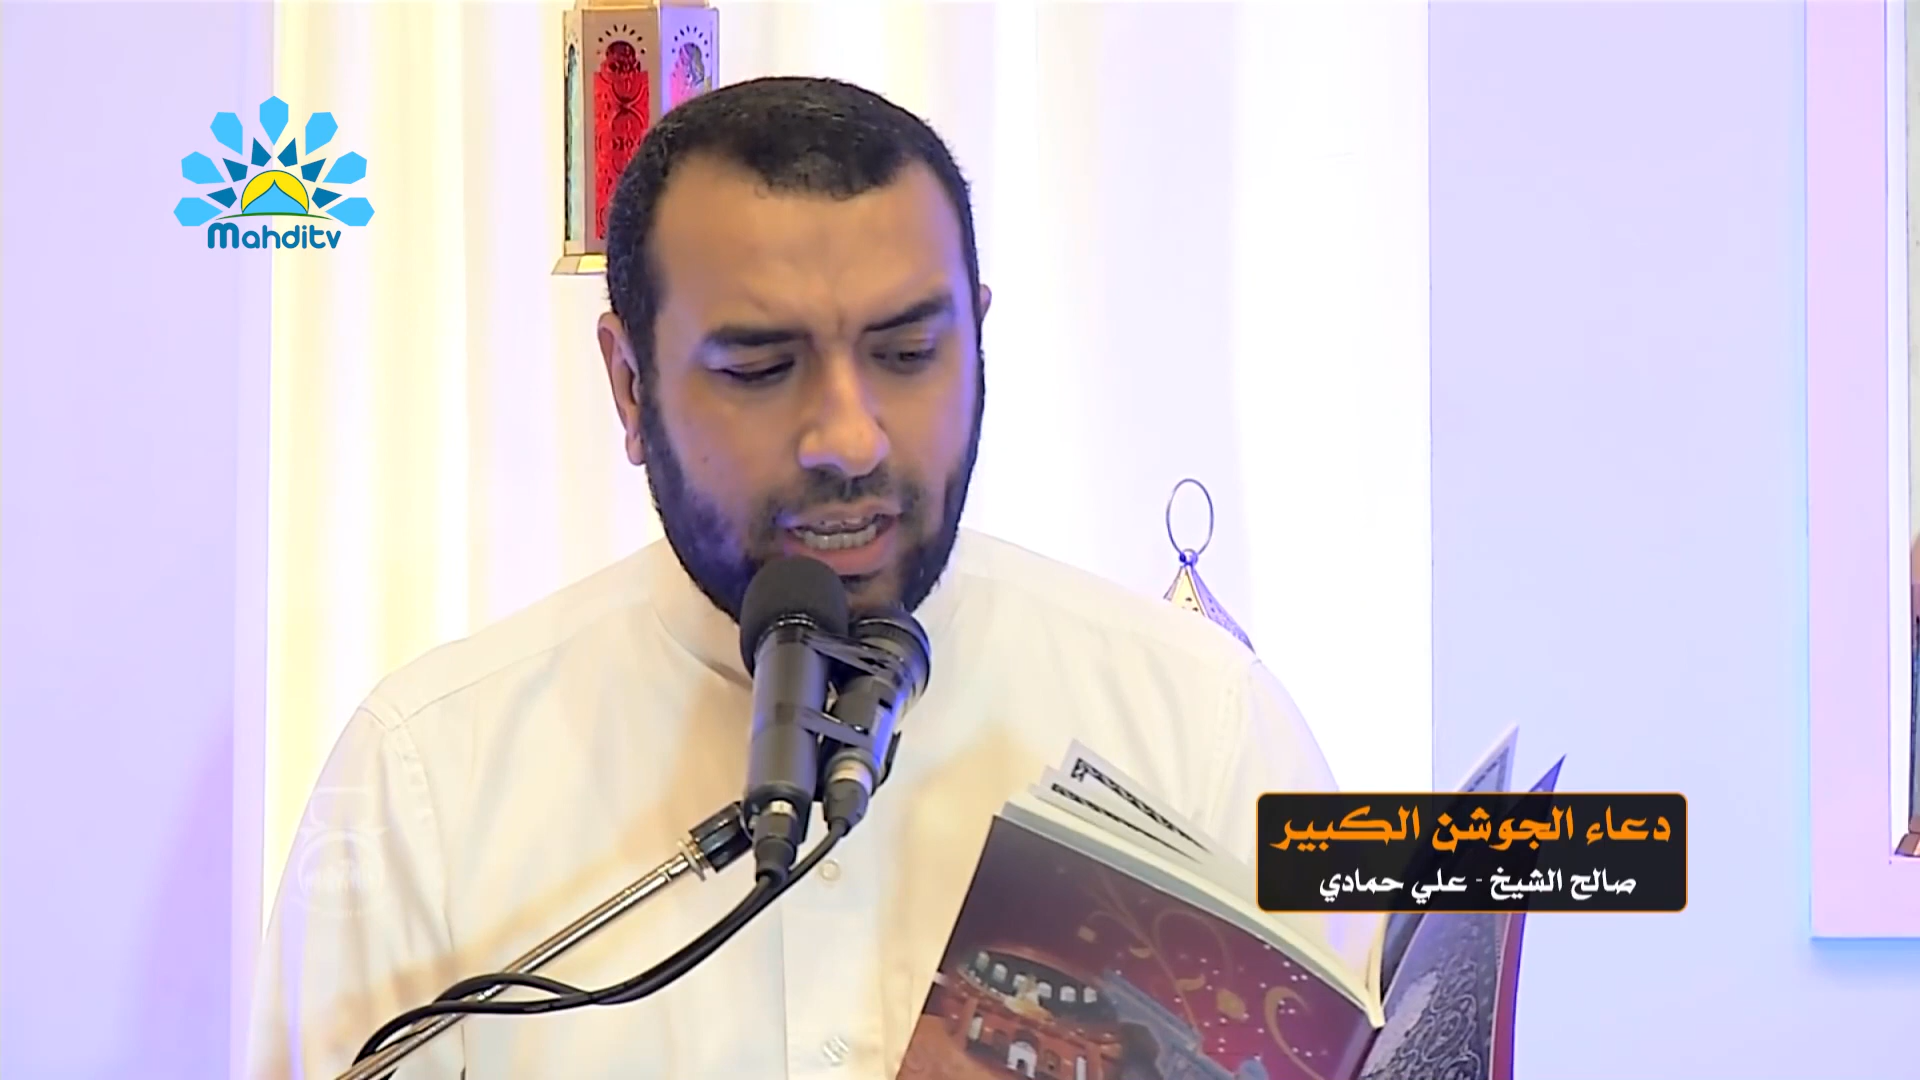 Mahditv
دعاء الجوشن الكبير
صالح الشيخ - علي حمادي